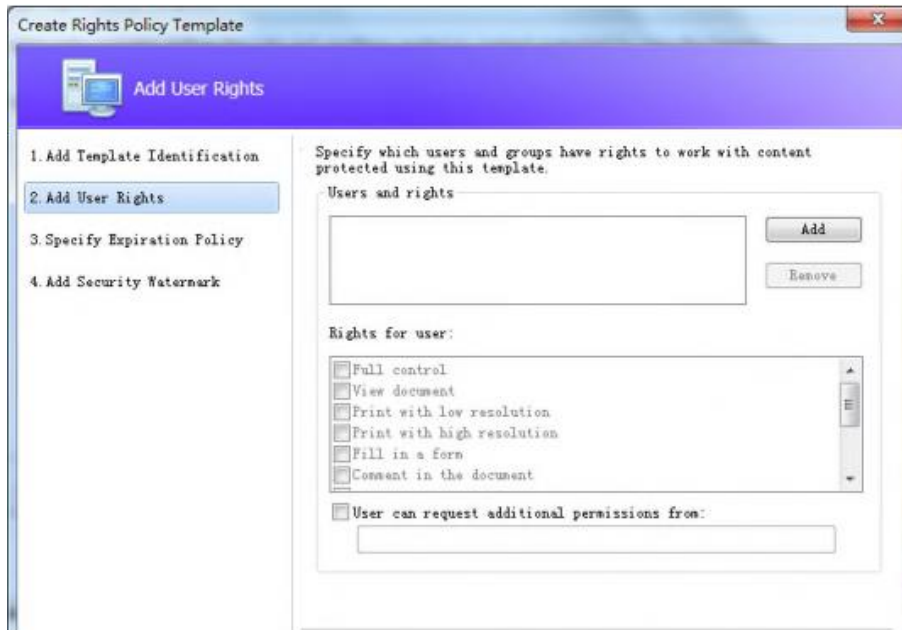 Create Rights Policy Template
Add User Rights
1. Add Template Identification
2. Add User Rights
3. Specify Expiration Policy
4. Add Security Watermark
Specify which users and groups have rights to work with content
protected using this template.
Users and rights
Add
Remove
Rights for user:
Full control
View document
Print with low resolution
Print with high resolution
Fill in a form
Comment in the document
User can request additional permissions from: